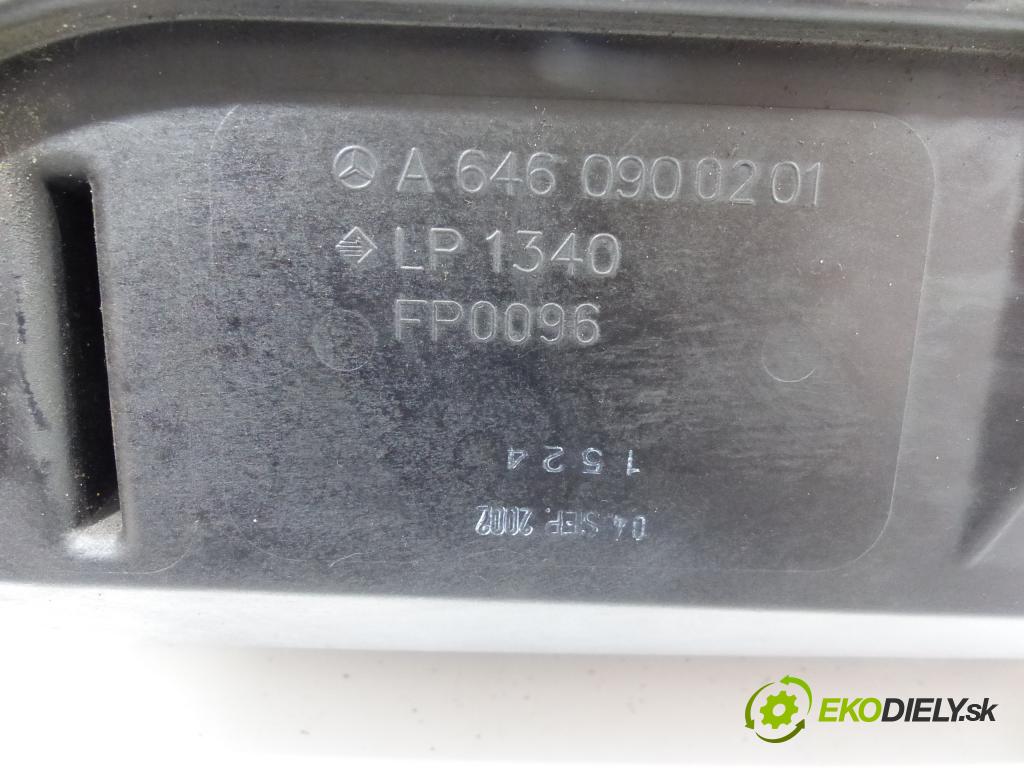 A 646 090 02 01
LP 1340
FP0096
1524
04. SEP. 2002
EKODIELY.sk